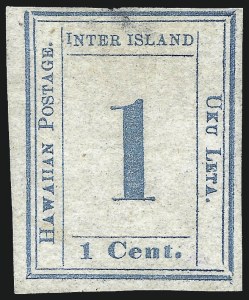 INTER ISLAND
HAWAIIAN POSTAGE.
1
UKU LETA.
1 Cent.